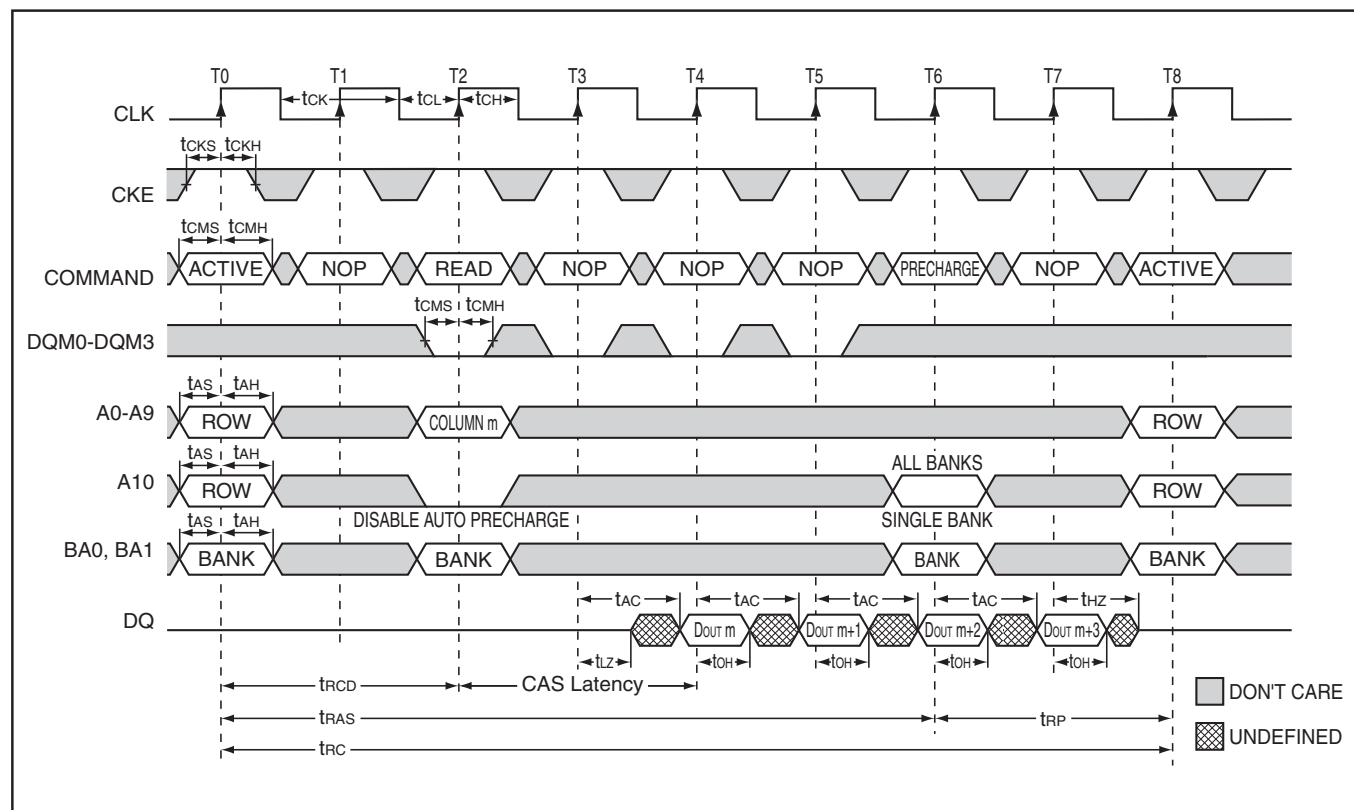 T0 T1 T2 T3 T4 T5 T6 T7 T8
CLK tCK tCL tCH
tCKS tCKH
CKE
tCMS tCMH
COMMAND ACTIVE NOP READ NOP NOP NOP PRECHARGE NOP ACTIVE
tCMS tCMH
DQM0-DQM3
tAS tAH
A0-A9 ROW COLUMN m ROW
tAS tAH ALL BANKS
A10 ROW ROW
tAS tAH DISABLE AUTO PRECHARGE SINGLE BANK
BA0, BA1 BANK BANK BANK BANK
tAC tAC tAC tAC tHZ
DQ DOUT m DOUT m+1 DOUT m+2 DOUT m+3
tLZ tOH tOH tOH tOH
tRCD CAS Latency
DON'T CARE
tRAS tRP
UNDEFINED
tRC